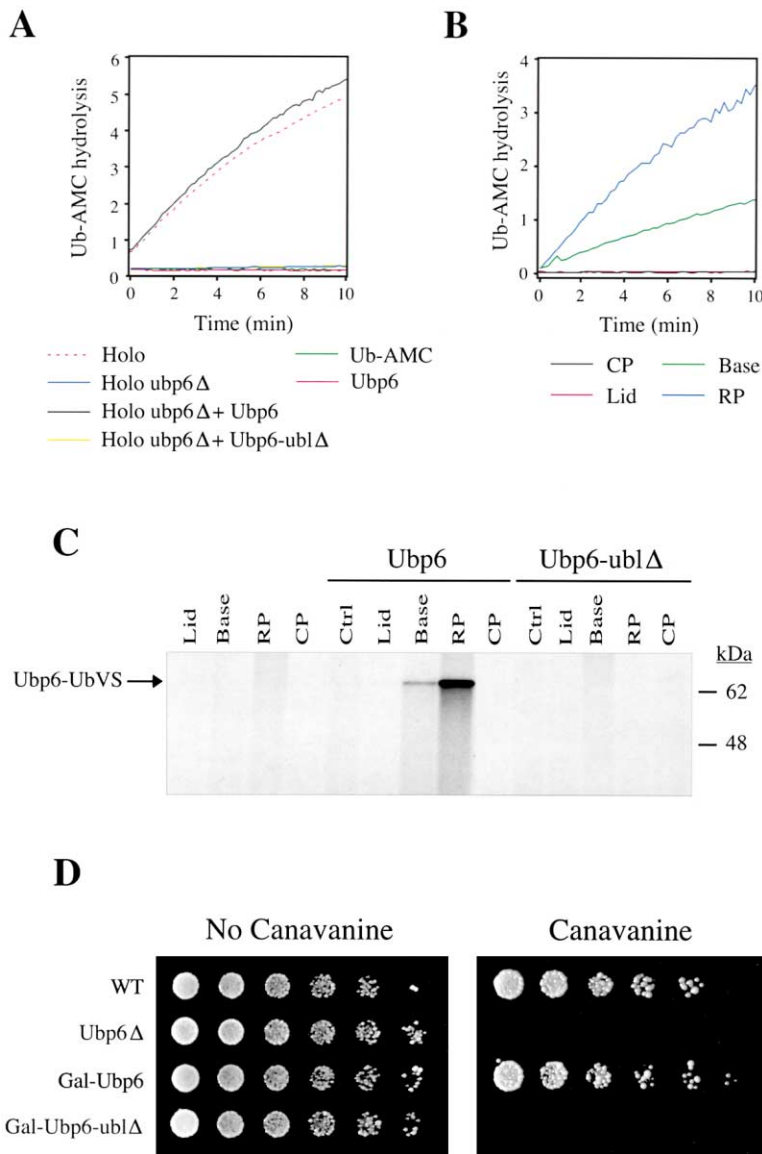 A
B
6
5
4
3
2
1
0
Ub-AMC hydrolysis
0 2 4 6 8 10
Time (min)
4
3
2
1
0
Ub-AMC hydrolysis
0 2 4 6 8 10
Time (min)
Holo
Holo ubp6Δ
Holo ubp6Δ+ Ubp6
Holo ubp6Δ+ Ubp6-ublΔ
Ub-AMC
Ubp6
CP
Lid
Base
RP
C
Ubp6
Ubp6-ublΔ
Lid Base RP CP Ctrl Lid Base RP CP Ctrl Lid Base RP CP
kDa
Ubp6-UbVS
62
48
D
No Canavanine
Canavanine
WT
Ubp6Δ
Gal-Ubp6
Gal-Ubp6-ublΔ